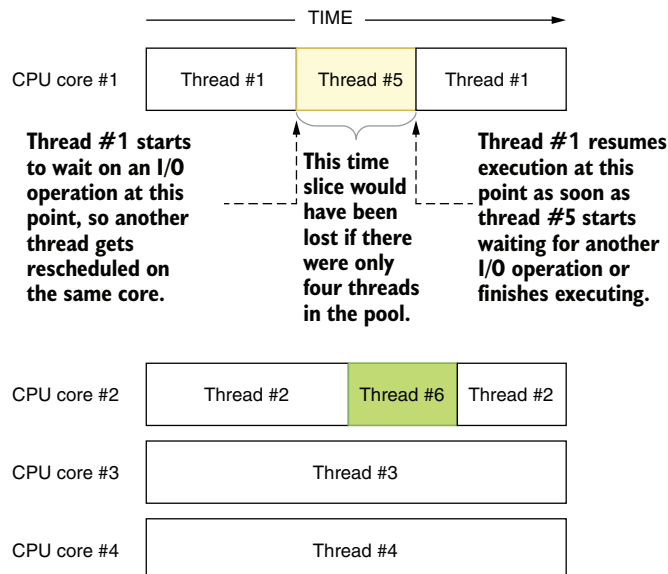 TIME
CPU core #1
Thread #1
Thread #5
Thread #1
Thread #1 starts
to wait on an I/O
operation at this
point, so another
thread gets
rescheduled on
the same core.
This time
slice would
have been
lost if there
were only
four threads
in the pool.
Thread #1 resumes
execution at this
point as soon as
thread #5 starts
waiting for another
I/O operation or
finishes executing.
CPU core #2
Thread #2
Thread #6
Thread #2
CPU core #3
Thread #3
CPU core #4
Thread #4